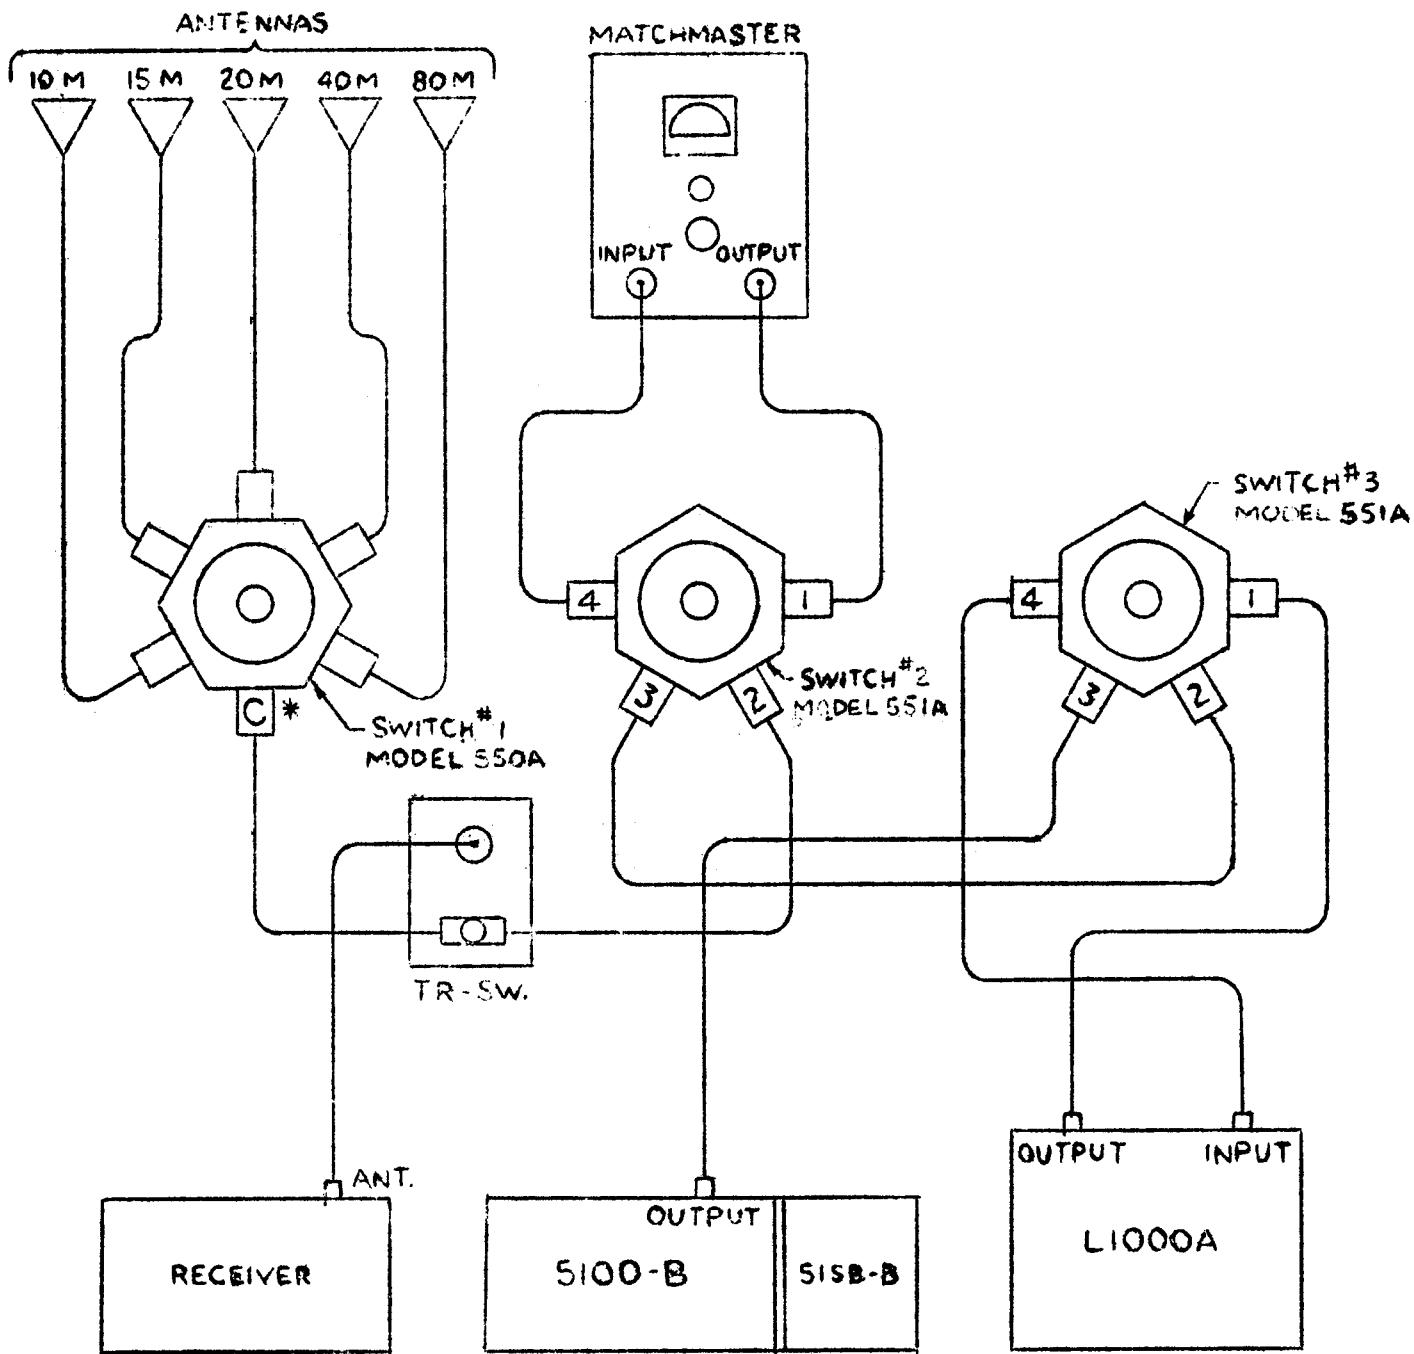 ANTENNAS
10 M 15 M 20 M 40 M 80 M
MATCHMASTER
INPUT OUTPUT
SWITCH #3
MODEL 551A
4 1
3 2
SWITCH #2
MODEL 551A
4 1
3 2
C *
SWITCH #1
MODEL 550A
TR-SW.
ANT.
RECEIVER
OUTPUT
5100-B
51SB-B
OUTPUT INPUT
L1000A